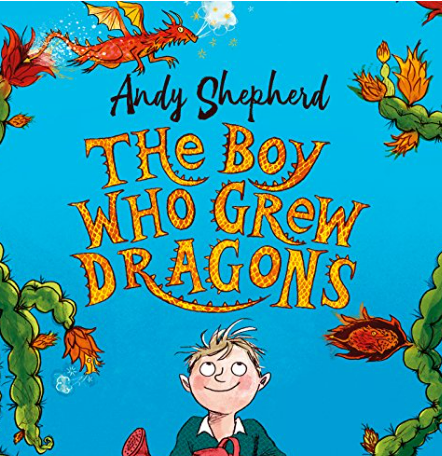 Andy Shepherd
THE BOY
WHO GREW
DRAGONS